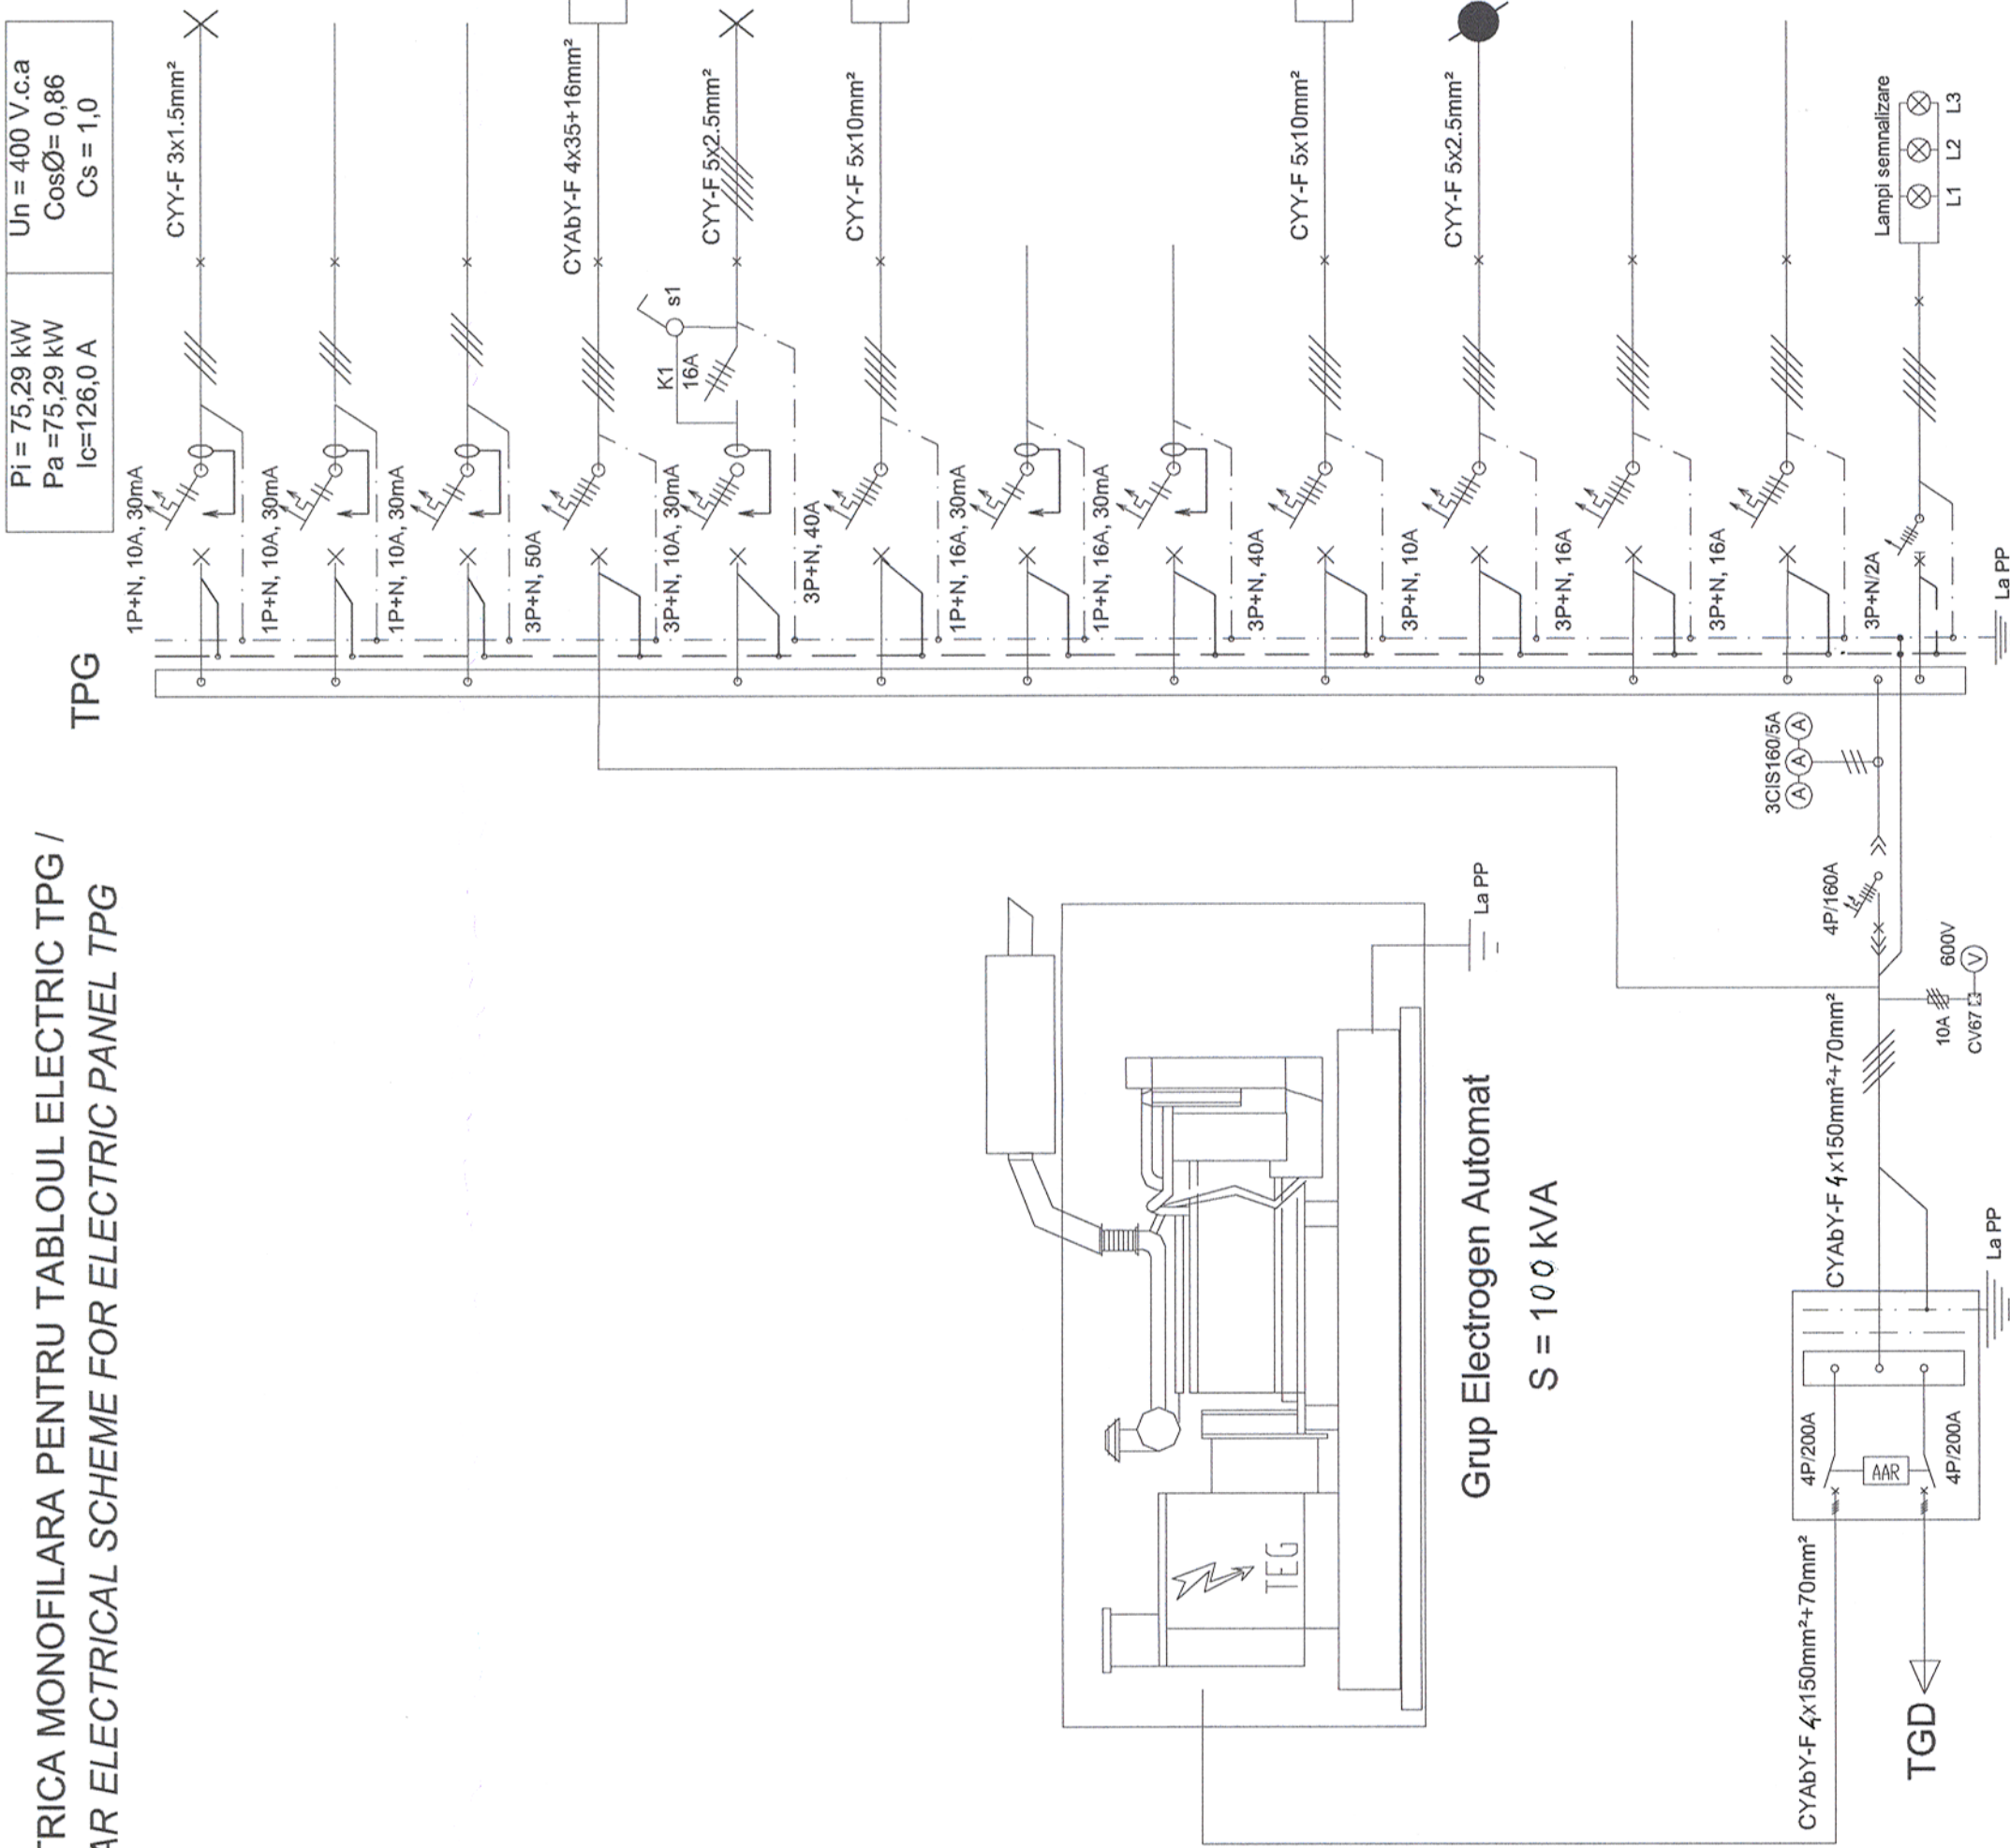 TRICA MONOFILARA PENTRU TABLOUL ELECTRIC TPG /
AR ELECTRICAL SCHEME FOR ELECTRIC PANEL TPG
TPG
Pi = 75,29 kW
Pa =75,29 kW
Ic=126,0 A
Un = 400 V.c.a
CosØ= 0,86
Cs = 1,0
1P+N, 10A, 30mA
CYY-F 3x1.5mm²
1P+N, 10A, 30mA
1P+N, 10A, 30mA
3P+N, 50A
CYAbY-F 4x35+16mm²
3P+N, 10A, 30mA
K1
16A
s1
CYY-F 5x2.5mm²
3P+N, 40A
CYY-F 5x10mm²
1P+N, 16A, 30mA
1P+N, 16A, 30mA
3P+N, 40A
CYY-F 5x10mm²
3P+N, 10A
CYY-F 5x2.5mm²
3P+N, 16A
3P+N, 16A
3P+N/2A
Lampi semnalizare
L1
L2
L3
La PP
3CIS160/5A
A
A
A
4P/160A
600V
V
10A
CV67
CYAbY-F 4x150mm²+70mm²
La PP
La PP
TEG
Grup Electrogen Automat
S = 100 kVA
4P/200A
AAR
4P/200A
CYAbY-F 4x150mm²+70mm²
TGD